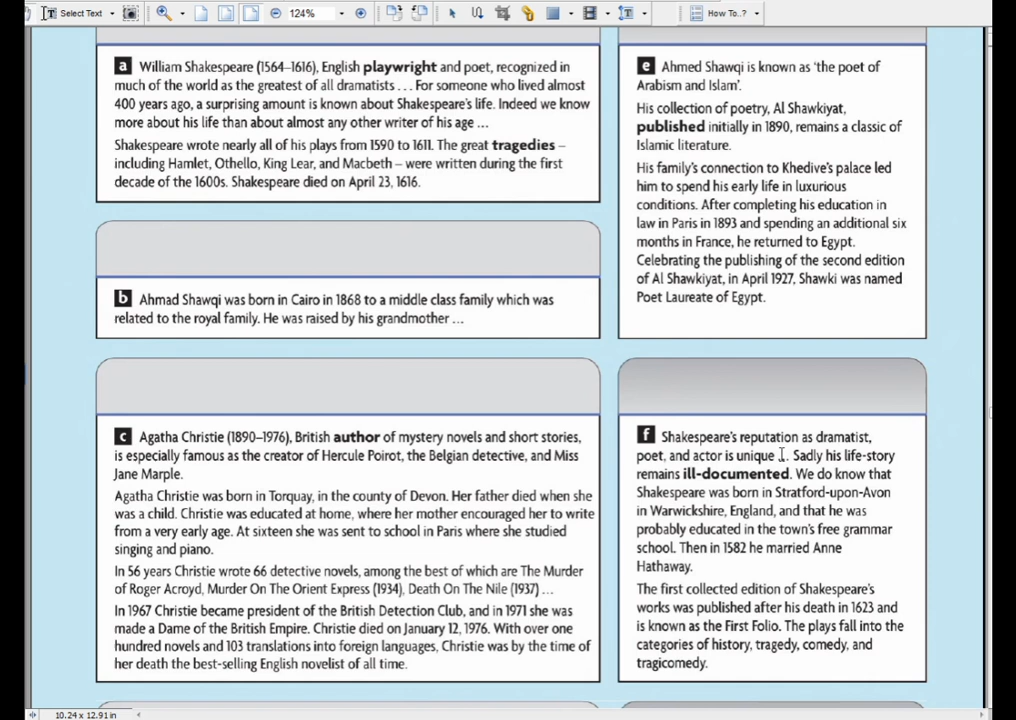 Select Text
124%
How To..?
a William Shakespeare (1564–1616), English playwright and poet, recognized in
much of the world as the greatest of all dramatists ... For someone who lived almost
400 years ago, a surprising amount is known about Shakespeare's life. Indeed we know
more about his life than about almost any other writer of his age ...
Shakespeare wrote nearly all of his plays from 1590 to 1611. The great tragedies –
including Hamlet, Othello, King Lear, and Macbeth – were written during the first
decade of the 1600s. Shakespeare died on April 23, 1616.
b Ahmad Shawqi was born in Cairo in 1868 to a middle class family which was
related to the royal family. He was raised by his grandmother ...
c Agatha Christie (1890–1976), British author of mystery novels and short stories,
is especially famous as the creator of Hercule Poirot, the Belgian detective, and Miss
Jane Marple.
Agatha Christie was born in Torquay, in the county of Devon. Her father died when she
was a child. Christie was educated at home, where her mother encouraged her to write
from a very early age. At sixteen she was sent to school in Paris where she studied
singing and piano.
In 56 years Christie wrote 66 detective novels, among the best of which are The Murder
of Roger Acroyd, Murder On The Orient Express (1934), Death On The Nile (1937) ...
In 1967 Christie became president of the British Detection Club, and in 1971 she was
made a Dame of the British Empire. Christie died on January 12, 1976. With over one
hundred novels and 103 translations into foreign languages, Christie was by the time of
her death the best-selling English novelist of all time.
e Ahmed Shawqi is known as 'the poet of
Arabism and Islam'.
His collection of poetry, Al Shawkiyat,
published initially in 1890, remains a classic of
Islamic literature.
His family's connection to Khedive's palace led
him to spend his early life in luxurious
conditions. After completing his education in
law in Paris in 1893 and spending an additional six
months in France, he returned to Egypt.
Celebrating the publishing of the second edition
of Al Shawkiyat, in April 1927, Shawki was named
Poet Laureate of Egypt.
f Shakespeare's reputation as dramatist,
poet, and actor is unique .. Sadly his life-story
remains ill-documented. We do know that
Shakespeare was born in Stratford-upon-Avon
in Warwickshire, England, and that he was
probably educated in the town's free grammar
school. Then in 1582 he married Anne
Hathaway.
The first collected edition of Shakespeare's
works was published after his death in 1623 and
is known as the First Folio. The plays fall into the
categories of history, tragedy, comedy, and
tragicomedy.
10.24 x 12.91 in